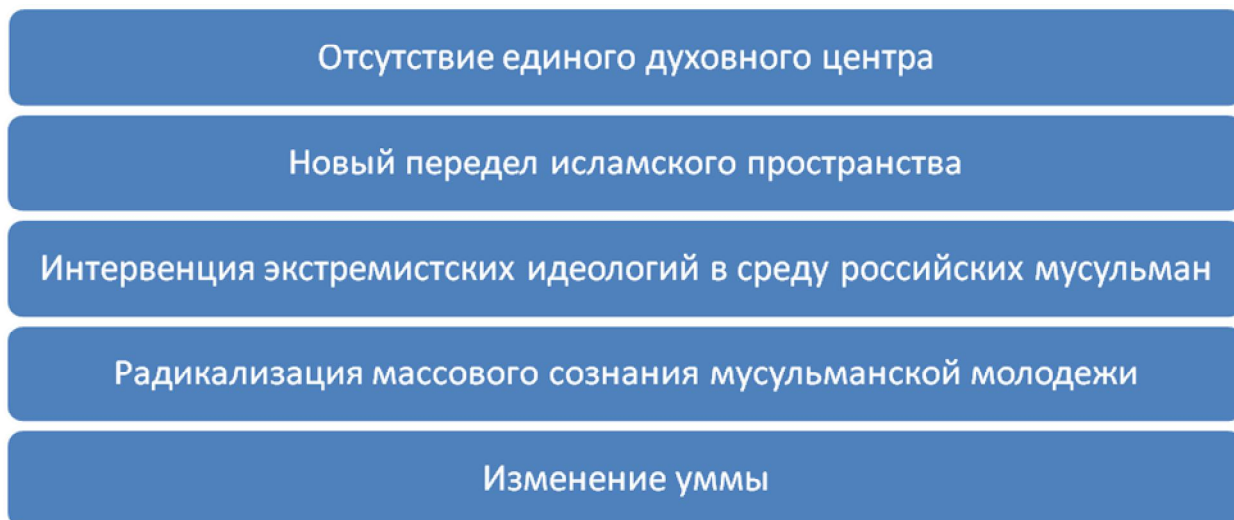 Отсутствие единого духовного центра
Новый передел исламского пространства
Интервенция экстремистских идеологий в среду российских мусульман
Радикализация массового сознания мусульманской молодежи
Изменение уммы